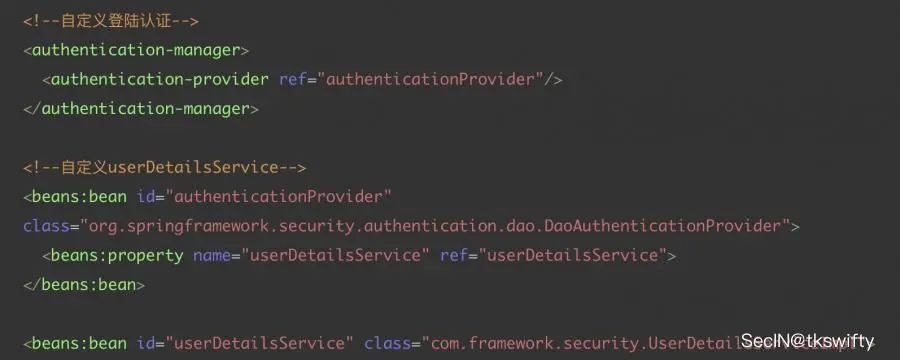 <!--自定义登陆认证-->
<authentication-manager>
<authentication-provider ref="authenticationProvider"/>
</authentication-manager>
<!--自定义userDetailsService-->
<beans:bean id="authenticationProvider"
class="org.springframework.security.authentication.dao.DaoAuthenticationProvider">
<beans:property name="userDetailsService" ref="userDetailsService">
</beans:bean>
<beans:bean id="userDetailsService" class="com.framework.security.UserDetail
SecIN@tkswifty